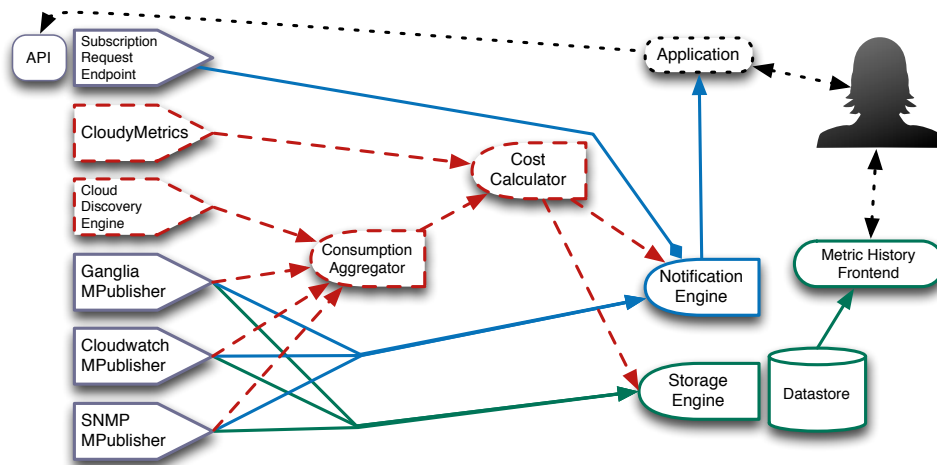 API
Subscription
Request
Endpoint
Application
CloudyMetrics
Cost
Calculator
Cloud
Discovery
Engine
Consumption
Aggregator
Ganglia
MPublisher
Notification
Engine
Metric History
Frontend
Cloudwatch
MPublisher
Storage
Engine
Datastore
SNMP
MPublisher